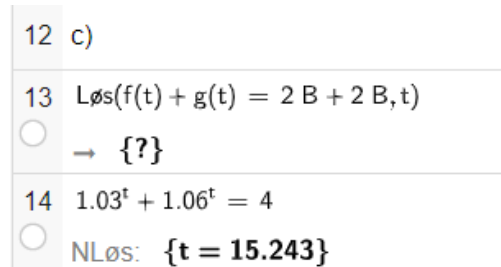 12 c)
13 Løs(f(t) + g(t) = 2 B + 2 B, t)
→ {?}
14 1.03ᵗ + 1.06ᵗ = 4
NLøs: {t = 15.243}